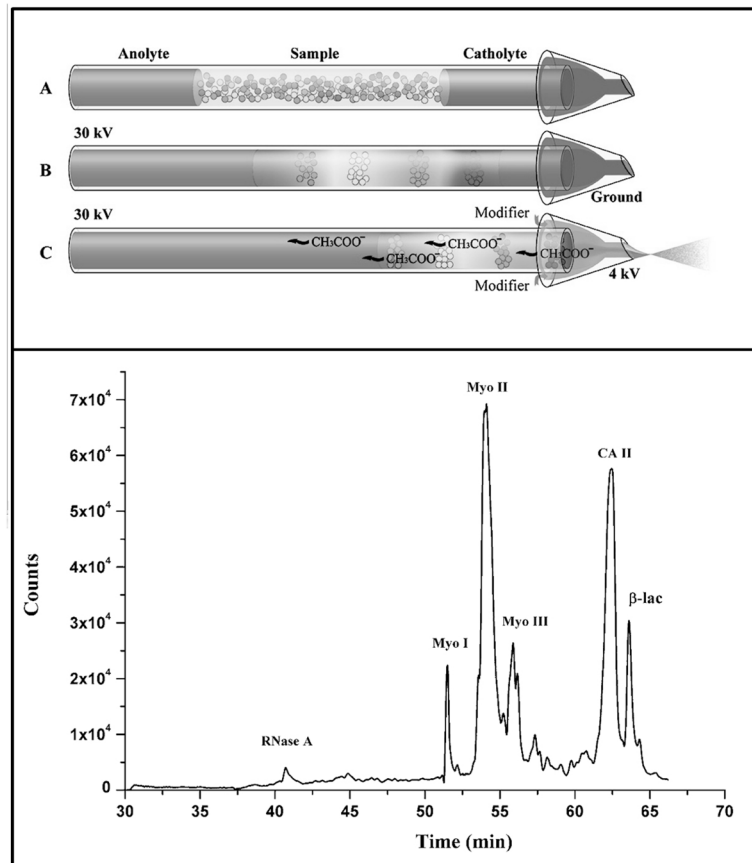 Anolyte Sample Catholyte
A
30 kV
B
Ground
30 kV
Modifier
C
CH₃COO⁻ CH₃COO⁻
CH₃COO⁻ CH₃COO⁻
4 kV
Modifier
7x10⁴
6x10⁴
5x10⁴
4x10⁴
3x10⁴
2x10⁴
1x10⁴
0
Counts
Myo II
CA II
β-lac
Myo III
Myo I
RNase A
30 35 40 45 50 55 60 65 70
Time (min)